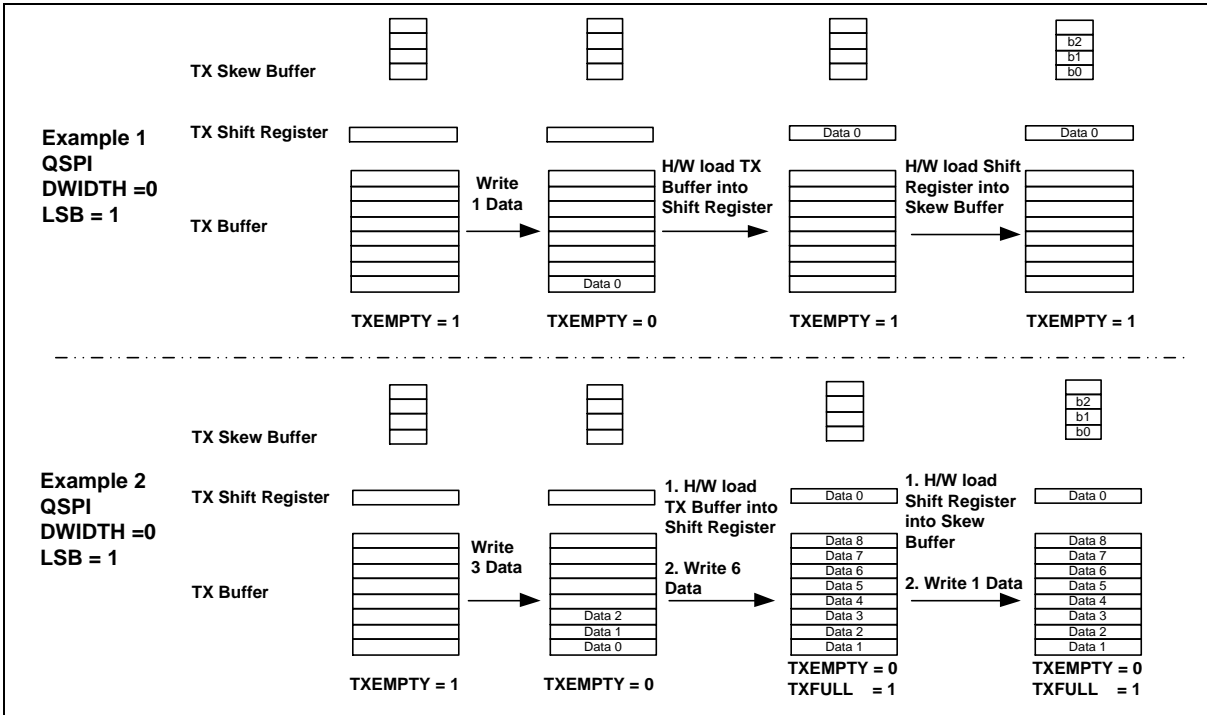 TX Skew Buffer
b2
b1
b0
Example 1
QSPI
DWIDTH =0
LSB = 1
TX Shift Register
Data 0
Data 0
TX Buffer
Write
1 Data
H/W load TX
Buffer into
Shift Register
H/W load Shift
Register into
Skew Buffer
Data 0
TXEMPTY = 1
TXEMPTY = 0
TXEMPTY = 1
TXEMPTY = 1
TX Skew Buffer
b2
b1
b0
Example 2
QSPI
DWIDTH =0
LSB = 1
TX Shift Register
Data 0
Data 0
TX Buffer
Write
3 Data
1. H/W load
TX Buffer into
Shift Register
2. Write 6
Data
1. H/W load
Shift Register
into Skew
Buffer
2. Write 1 Data
Data 2
Data 1
Data 0
Data 8
Data 7
Data 6
Data 5
Data 4
Data 3
Data 2
Data 1
Data 8
Data 7
Data 6
Data 5
Data 4
Data 3
Data 2
Data 1
TXEMPTY = 1
TXEMPTY = 0
TXEMPTY = 0
TXFULL = 1
TXEMPTY = 0
TXFULL = 1